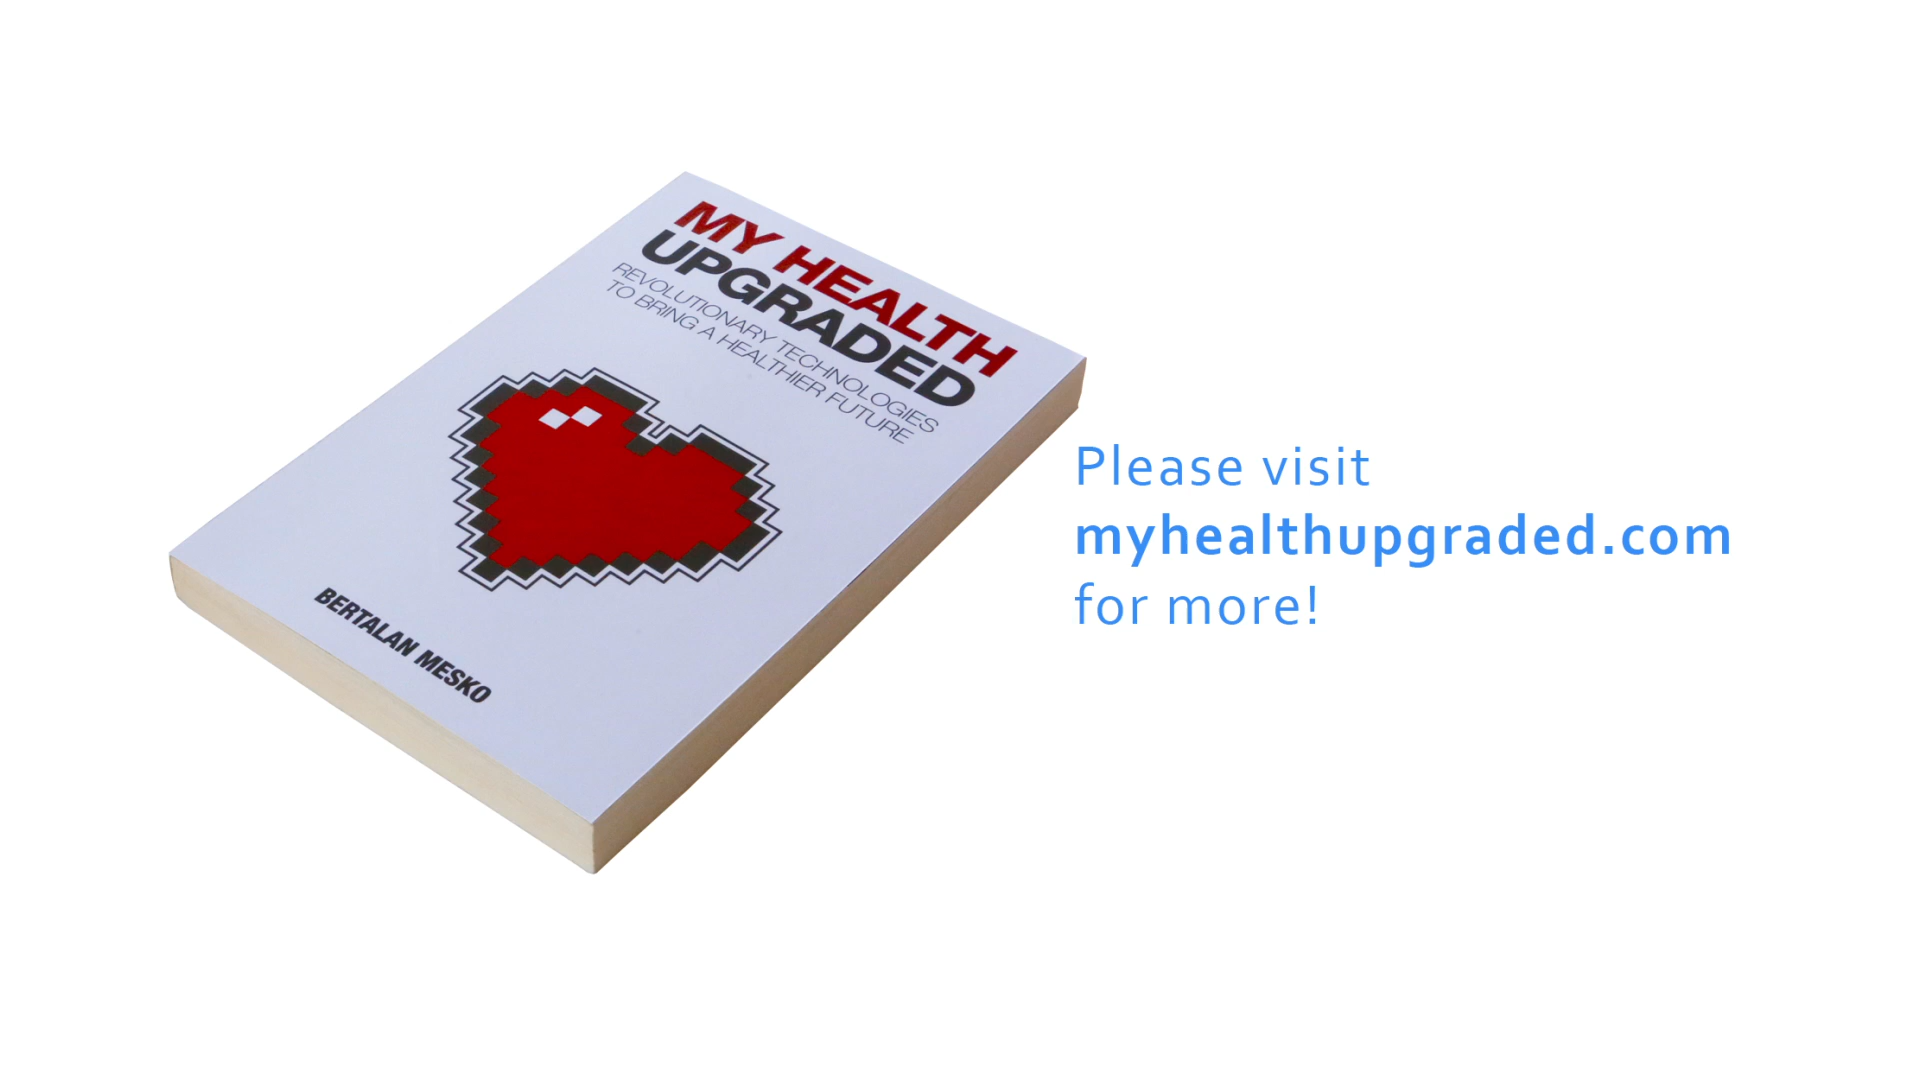 MY HEALTH
UPGRADED
REVOLUTIONARY TECHNOLOGIES
TO BRING A HEALTHIER FUTURE
BERTALAN MESKO
Please visit
myhealthupgraded.com
for more!